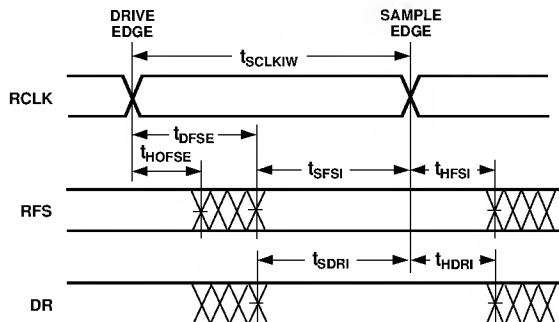 DRIVE EDGE
SAMPLE EDGE
tSCLKIW
RCLK
tDFSE
tHOFSE
tSFSI
tHFSI
RFS
tSDRI
tHDRI
DR